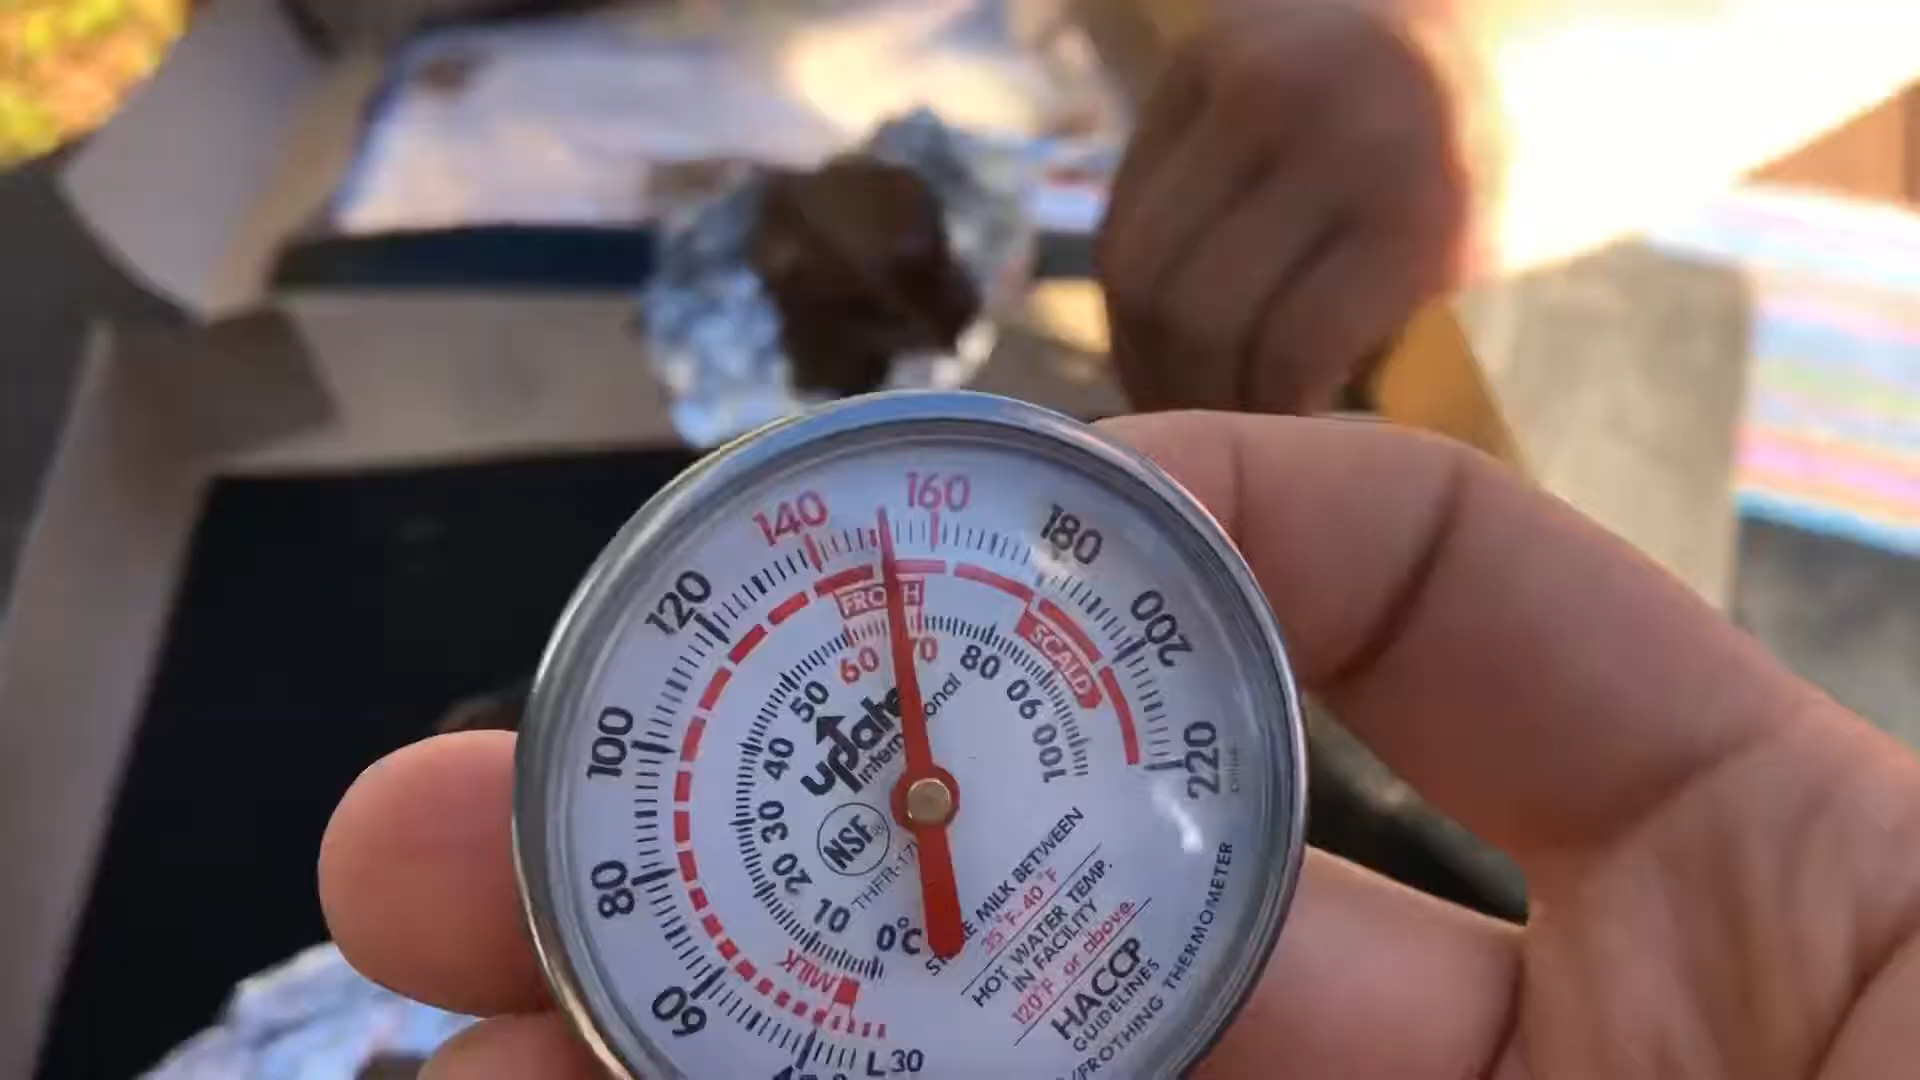 160
140
180
120
200
100
220
80
60
L 30
FROTH
SCALD
60
70
80
50
90
40
100
30
20
10
0°C
update
International
NSF
MILK
MILK BETWEEN
35°F-40°F
HOT WATER TEMP.
IN FACILITY
120°F or above
HACCP
GUIDELINES
/FROTHING THERMOMETER